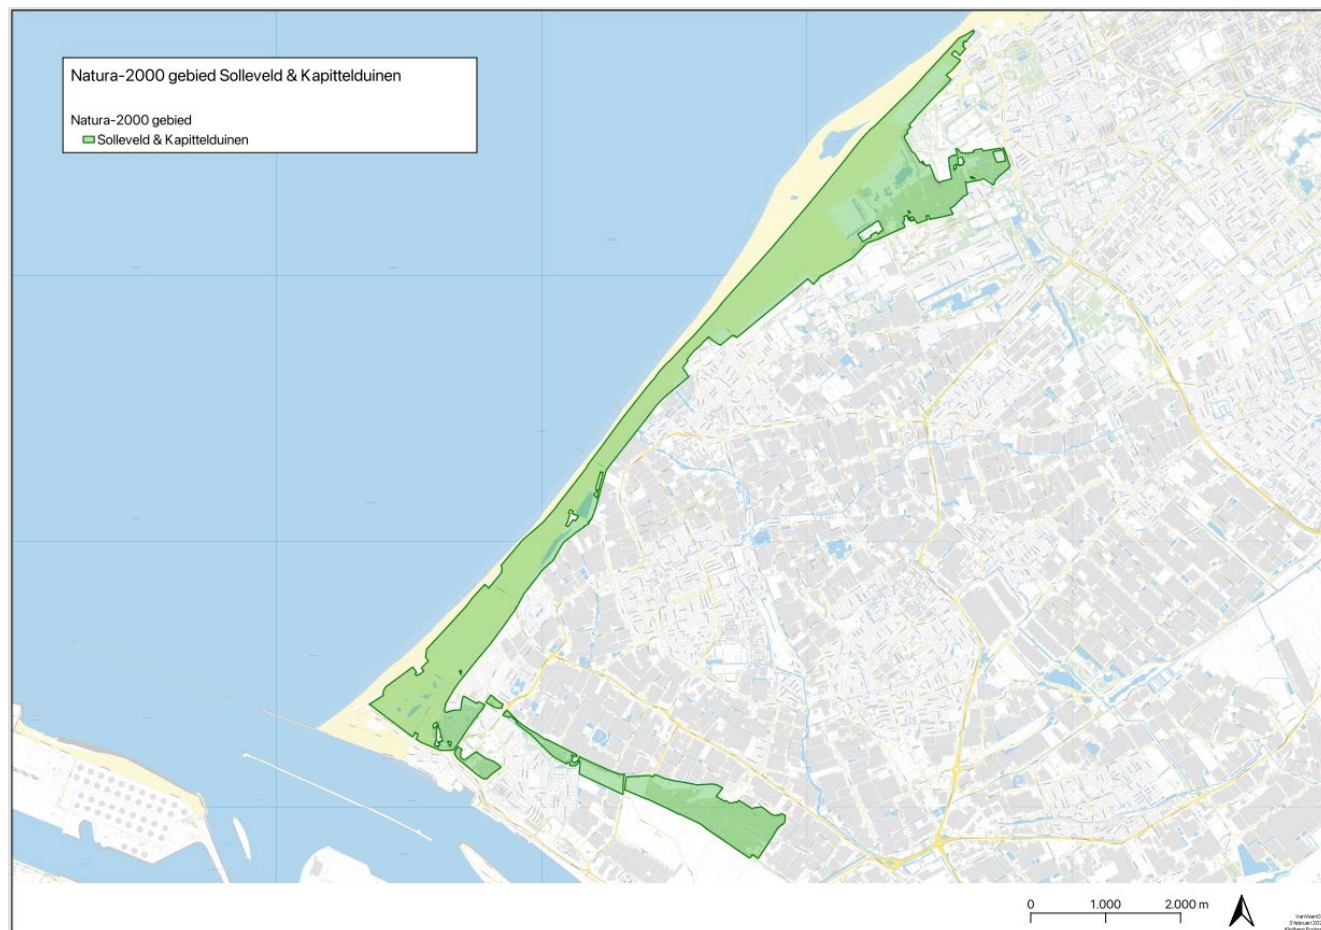 Natura-2000 gebied Solleveld & Kapittelduinen
Natura-2000 gebied
Solleveld & Kapittelduinen
0 1.000 2.000 m